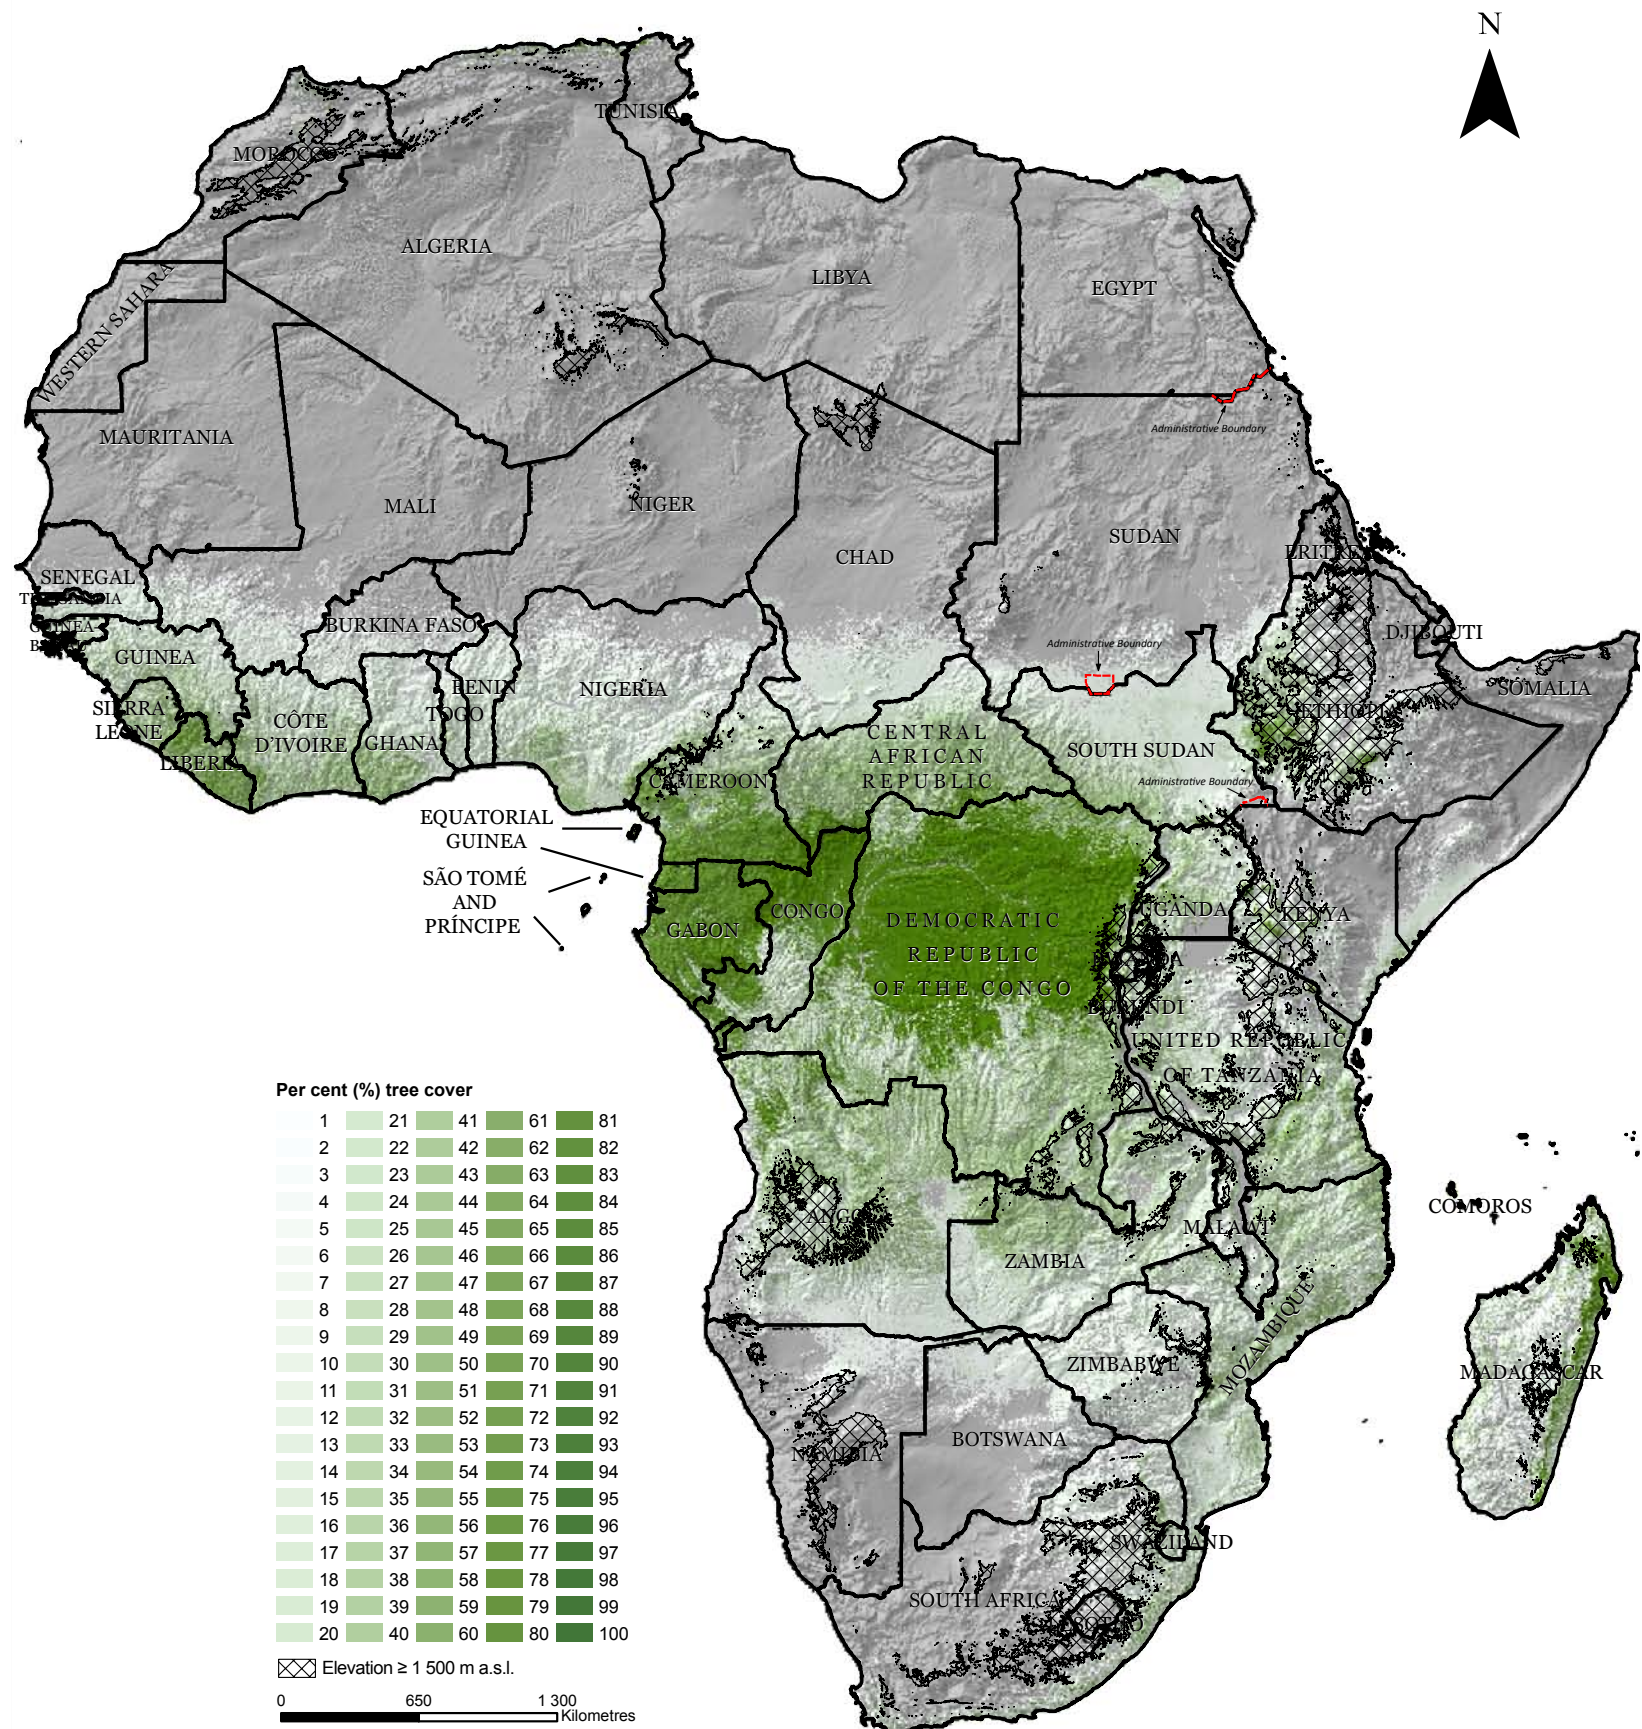 N
TUNISIA
MOROCCO
ALGERIA
LIBYA
EGYPT
WESTERN SAHARA
Administrative Boundary
MAURITANIA
MALI
NIGER
SUDAN
CHAD
ERITREA
SENEGAL
BURKINA FASO
DJIBOUTI
Administrative Boundary
GUINEA-
GUINEA
BENIN
NIGERIA
SOMALIA
SIERRA
LEONE
TOGO
CÔTE
D'IVOIRE
GHANA
ETHIOPIA
CENTRAL
AFRICAN
REPUBLIC
SOUTH SUDAN
LIBERIA
CAMEROON
Administrative Boundary
EQUATORIAL
GUINEA
SÃO TOMÉ
AND
PRÍNCIPE
GABON
CONGO
DEMOCRATIC
REPUBLIC
OF THE CONGO
UGANDA
KENYA
RWANDA
BURUNDI
UNITED REPUBLIC
OF TANZANIA
COMOROS
ANGOLA
MALAWI
ZAMBIA
MOZAMBIQUE
ZIMBABWE
MADAGASCAR
BOTSWANA
NAMIBIA
SWAZILAND
SOUTH AFRICA
LESOTHO
Per cent (%) tree cover
1 21 41 61 81
2 22 42 62 82
3 23 43 63 83
4 24 44 64 84
5 25 45 65 85
6 26 46 66 86
7 27 47 67 87
8 28 48 68 88
9 29 49 69 89
10 30 50 70 90
11 31 51 71 91
12 32 52 72 92
13 33 53 73 93
14 34 54 74 94
15 35 55 75 95
16 36 56 76 96
17 37 57 77 97
18 38 58 78 98
19 39 59 79 99
20 40 60 80 100
Elevation ≥ 1 500 m a.s.l.
0 650 1 300
Kilometres